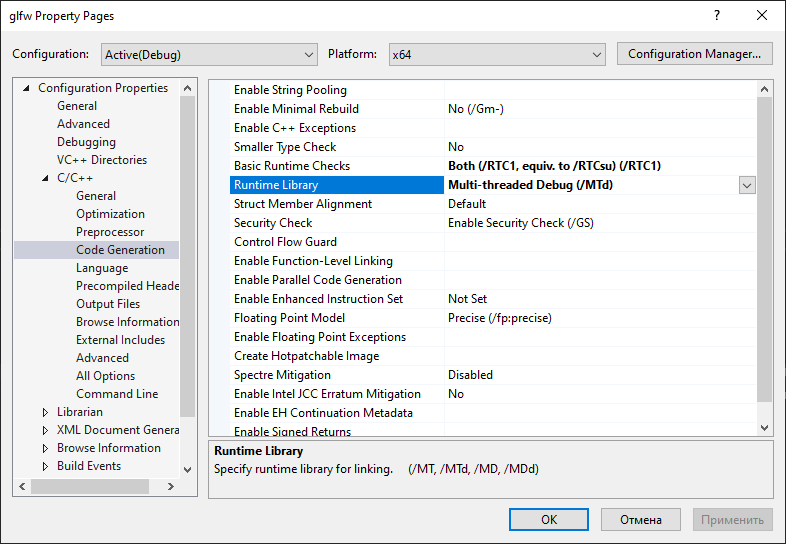 glfw Property Pages
? ×
Configuration: Active(Debug) Platform: x64 Configuration Manager...
Configuration Properties
General
Advanced
Debugging
VC++ Directories
C/C++
General
Optimization
Preprocessor
Code Generation
Language
Precompiled Heade
Output Files
Browse Information
External Includes
Advanced
All Options
Command Line
Librarian
XML Document Genera
Browse Information
Build Events
Enable String Pooling
Enable Minimal Rebuild No (/Gm-)
Enable C++ Exceptions
Smaller Type Check No
Basic Runtime Checks Both (/RTC1, equiv. to /RTCsu) (/RTC1)
Runtime Library Multi-threaded Debug (/MTd)
Struct Member Alignment Default
Security Check Enable Security Check (/GS)
Control Flow Guard
Enable Function-Level Linking
Enable Parallel Code Generation
Enable Enhanced Instruction Set Not Set
Floating Point Model Precise (/fp:precise)
Enable Floating Point Exceptions
Create Hotpatchable Image
Spectre Mitigation Disabled
Enable Intel JCC Erratum Mitigation No
Enable EH Continuation Metadata
Enable Signed Returns
Runtime Library
Specify runtime library for linking. (/MT, /MTd, /MD, /MDd)
OK Отмена Применить